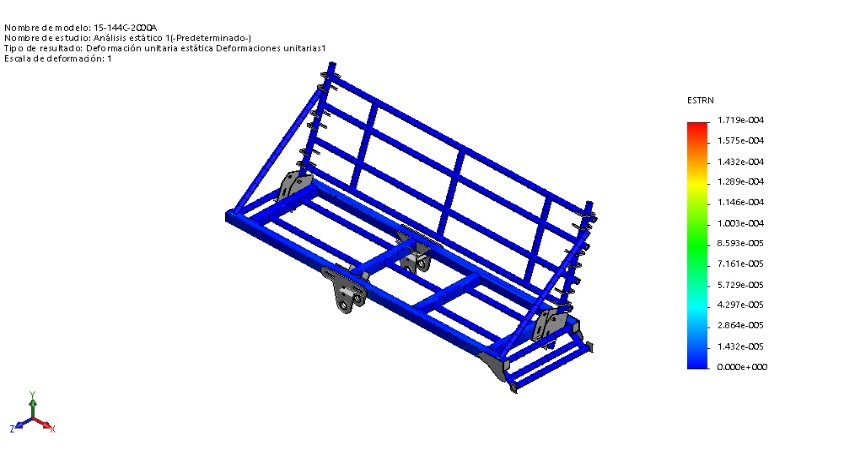 Nombre de modelo: 15-144C-2000A
Nombre de estudio: Análisis estático 1(-Predeterminado-)
Tipo de resultado: Deformación unitaria estática Deformaciones unitarias1
Escala de deformación: 1
ESTRN
1.719e-004
1.575e-004
1.432e-004
1.289e-004
1.146e-004
1.003e-004
8.593e-005
7.161e-005
5.729e-005
4.297e-005
2.864e-005
1.432e-005
0.000e+000
Y
Z
X